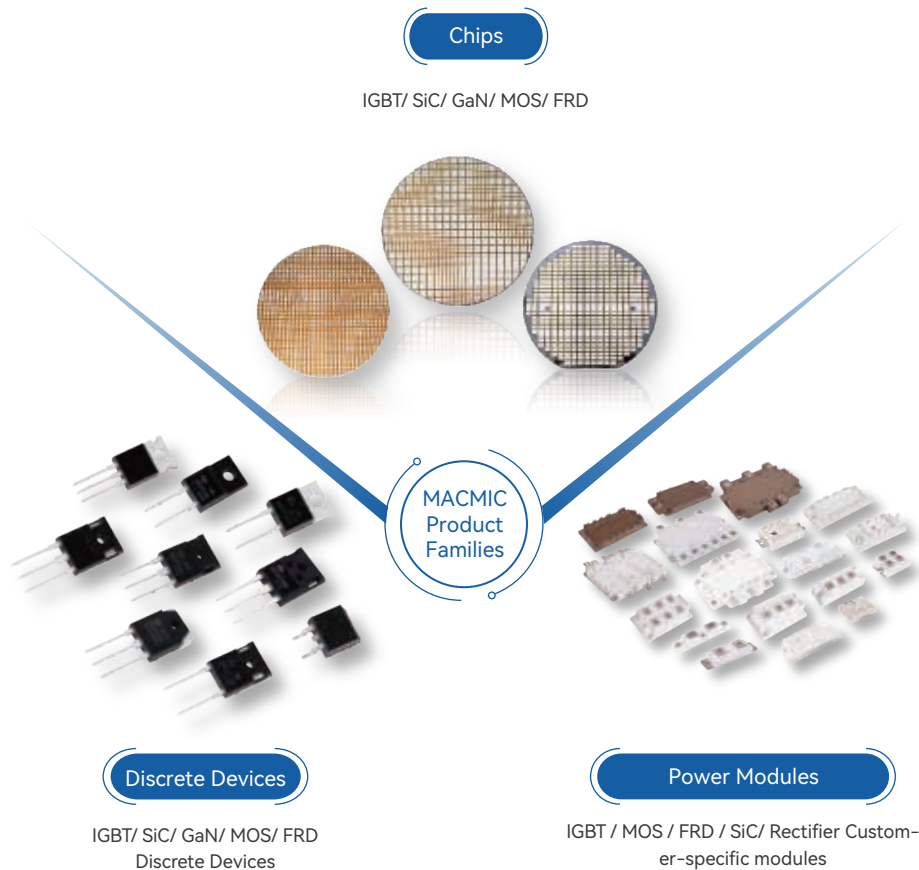 Chips
IGBT/ SiC/ GaN/ MOS/ FRD
MACMIC
Product
Families
Discrete Devices
IGBT/ SiC/ GaN/ MOS/ FRD
Discrete Devices
Power Modules
IGBT / MOS / FRD / SiC/ Rectifier Custom-
er-specific modules